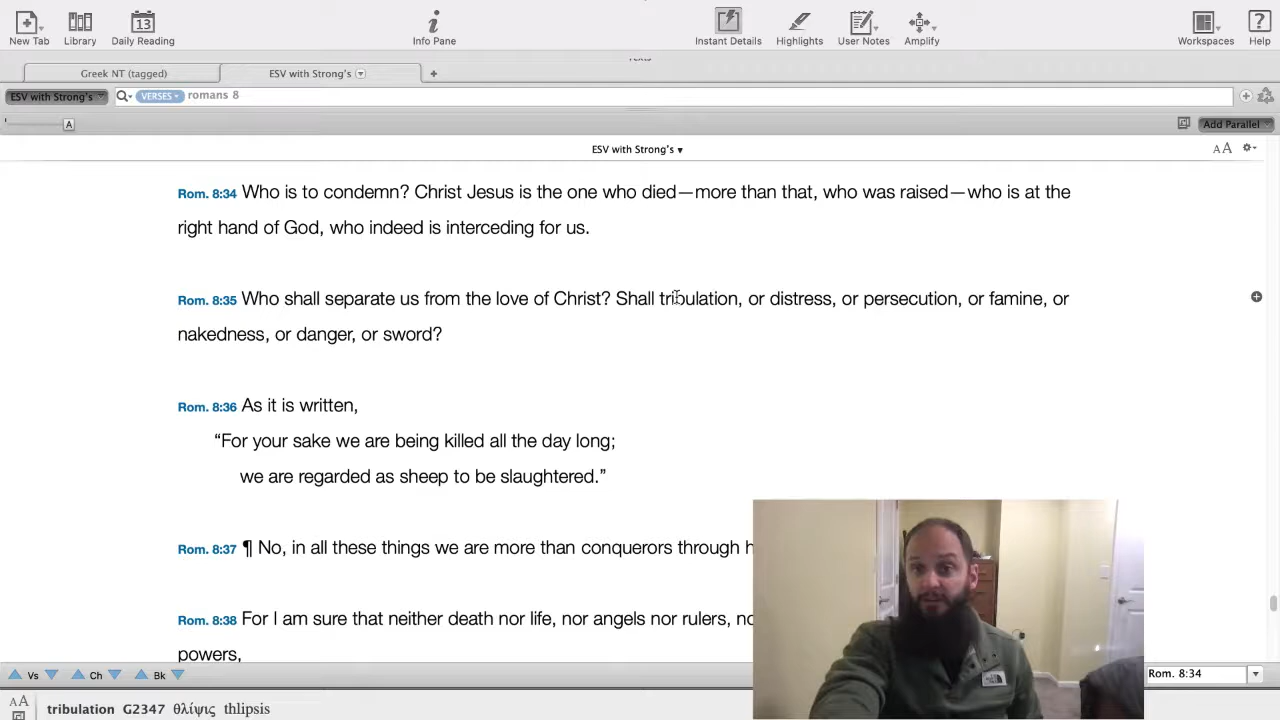 New Tab
Library
13
Daily Reading
Info Pane
Instant Details
Highlights
User Notes
Amplify
Workspaces
?
Help
Greek NT (tagged)
ESV with Strong's
+
ESV with Strong's
VERSES
romans 8
A
Add Parallel
ESV with Strong's
AA
Rom. 8:34 Who is to condemn? Christ Jesus is the one who died—more than that, who was raised—who is at the
right hand of God, who indeed is interceding for us.
Rom. 8:35 Who shall separate us from the love of Christ? Shall tribulation, or distress, or persecution, or famine, or
nakedness, or danger, or sword?
Rom. 8:36 As it is written,
“For your sake we are being killed all the day long;
we are regarded as sheep to be slaughtered.”
Rom. 8:37 ¶ No, in all these things we are more than conquerors through h
Rom. 8:38 For I am sure that neither death nor life, nor angels nor rulers, no
powers,
Vs
Ch
Bk
Rom. 8:34
AA
tribulation G2347 θλίψις thlipsis